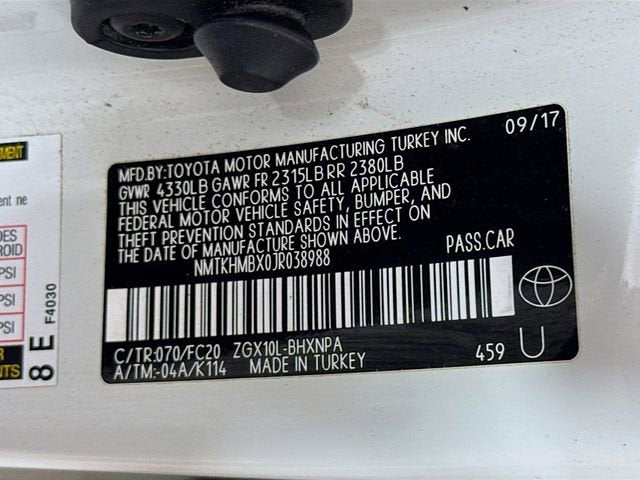 MFD.BY:TOYOTA MOTOR MANUFACTURING TURKEY INC. 09/17
GVWR 4330LB GAWR FR 2315LB RR 2380LB
THIS VEHICLE CONFORMS TO ALL APPLICABLE
FEDERAL MOTOR VEHICLE SAFETY, BUMPER, AND
THEFT PREVENTION STANDARDS IN EFFECT ON
THE DATE OF MANUFACTURE SHOWN ABOVE.
NMTKHMBX0JR038988 PASS.CAR
C/TR:070/FC20 ZGX10L-BHXNPA
A/TM:-04A/K114 MADE IN TURKEY 459 U
PSI
PSI
PSI
8 E F4030